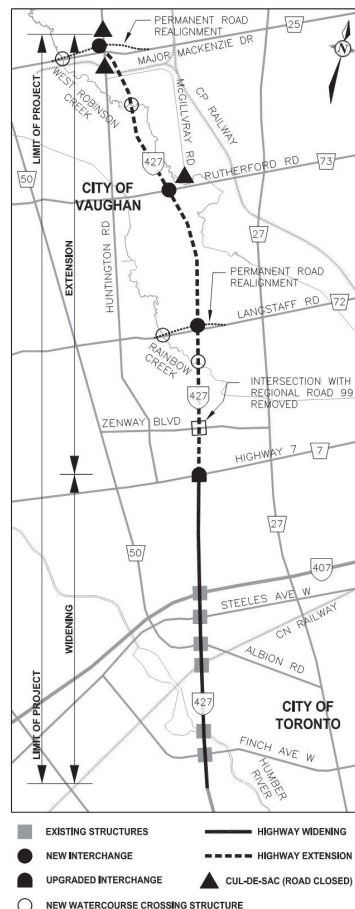 PERMANENT ROAD
REALIGNMENT
25
MAJOR MACKENZIE DR
N
WEST ROBINSON
CREEK
McGILLVRAY
RD
CP RAILWAY
LIMIT OF PROJECT
50
427
RUTHERFORD RD
73
CITY OF
VAUGHAN
HUNTINGTON RD
27
EXTENSION
PERMANENT ROAD
REALIGNMENT
LANGSTAFF RD
72
RAINBOW
CREEK
INTERSECTION WITH
REGIONAL ROAD 99
REMOVED
427
ZENWAY BLVD
HIGHWAY 7
7
27
50
407
STEELES AVE W
CN RAILWAY
WIDENING
ALBION RD
LIMIT OF PROJECT
427
CITY OF
TORONTO
FINCH AVE W
HUMBER
RIVER
EXISTING STRUCTURES
HIGHWAY WIDENING
NEW INTERCHANGE
HIGHWAY EXTENSION
UPGRADED INTERCHANGE
CUL-DE-SAC (ROAD CLOSED)
NEW WATERCOURSE CROSSING STRUCTURE